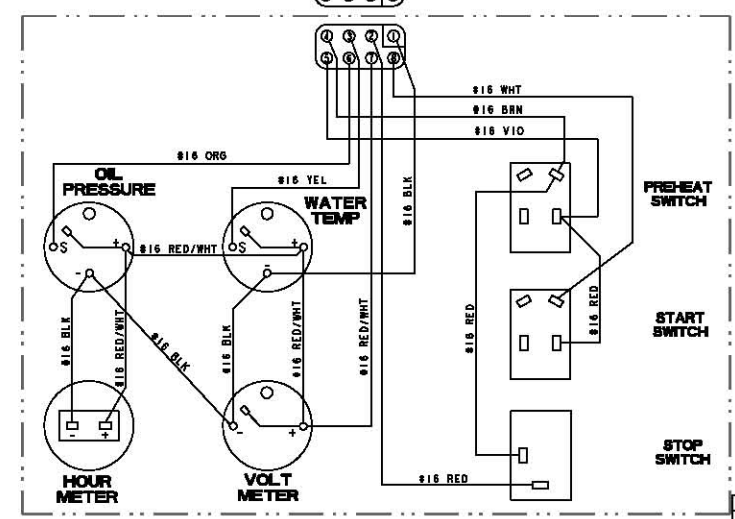 4 3 2 1
5 6 7 8
#16 WHT
#16 BRN
#16 VIO
#16 ORG
OIL
PRESSURE
#16 YEL
WATER
TEMP
#16 BLK
PREHEAT
SWITCH
S +
-
#16 RED/WHT
S +
-
#16 BLK
#16 RED/WHT
#16 BLK
#16 BLK
#16 RED/WHT
#16 RED/WHT
#16 RED
#16 RED
START
SWITCH
- +
HOUR
METER
- +
VOLT
METER
#16 RED
STOP
SWITCH